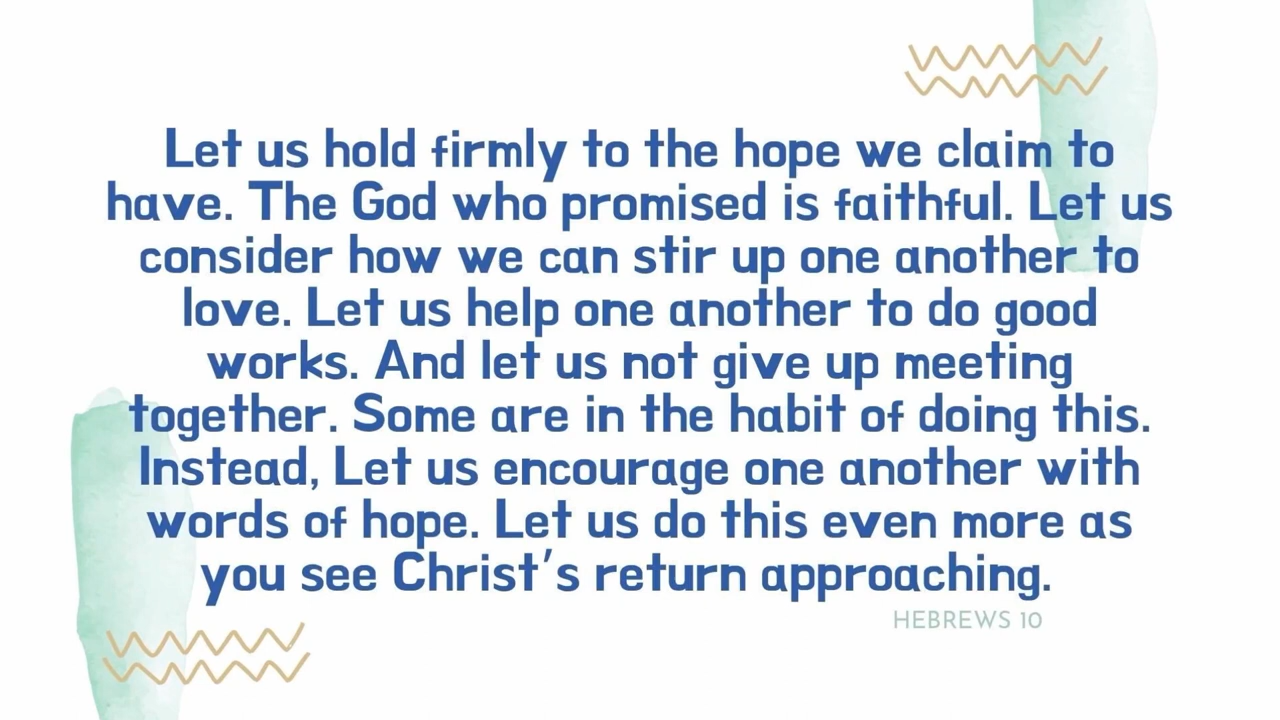 Let us hold firmly to the hope we claim to
have. The God who promised is faithful. Let us
consider how we can stir up one another to
love. Let us help one another to do good
works. And let us not give up meeting
together. Some are in the habit of doing this.
Instead, Let us encourage one another with
words of hope. Let us do this even more as
you see Christ's return approaching.
HEBREWS 10